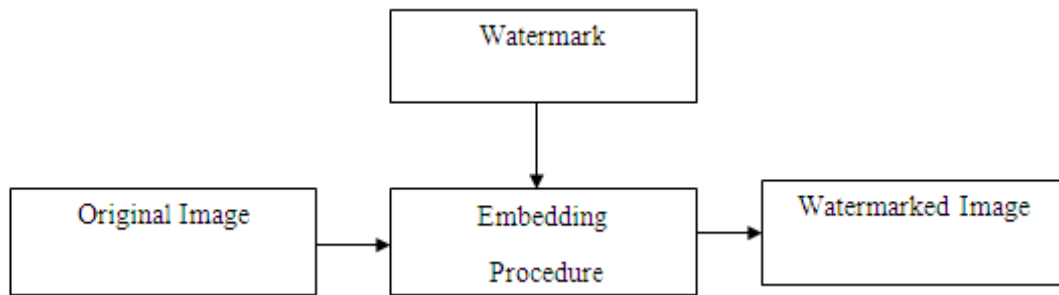 Watermark
Original Image
Embedding
Procedure
Watermarked Image